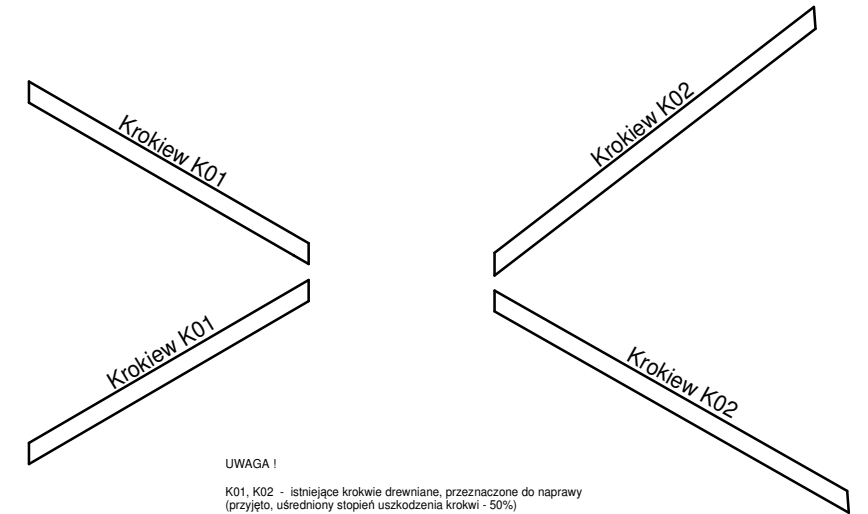 Krokiew K01
Krokiew K02
Krokiew K01
Krokiew K02
UWAGA !
K01, K02 - istniejące krokwie drewniane, przeznaczone do naprawy
(przyjęto, uśredniony stopień uszkodzenia krokwi - 50%)